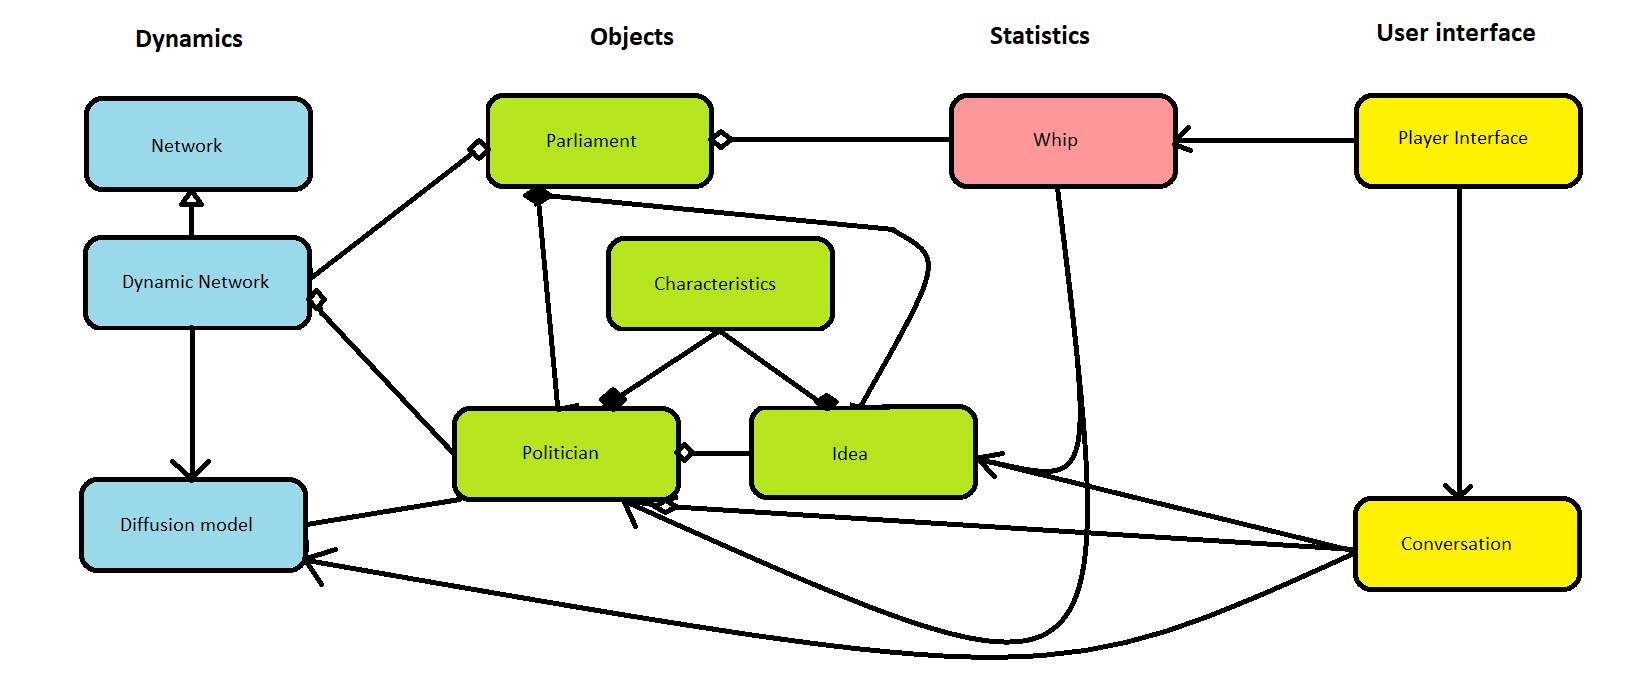 Dynamics
Objects
Statistics
User interface
Network
Parliament
Whip
Player Interface
Dynamic Network
Characteristics
Politician
Idea
Diffusion model
Conversation